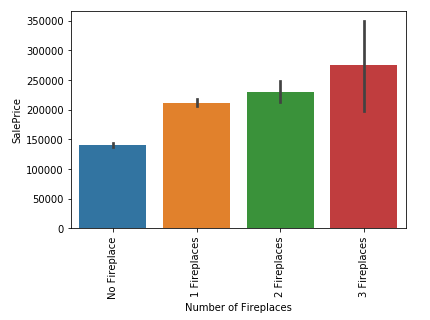 350000
300000
250000
200000
150000
100000
50000
0
SalePrice
No Fireplace
1 Fireplaces
2 Fireplaces
3 Fireplaces
Number of Fireplaces